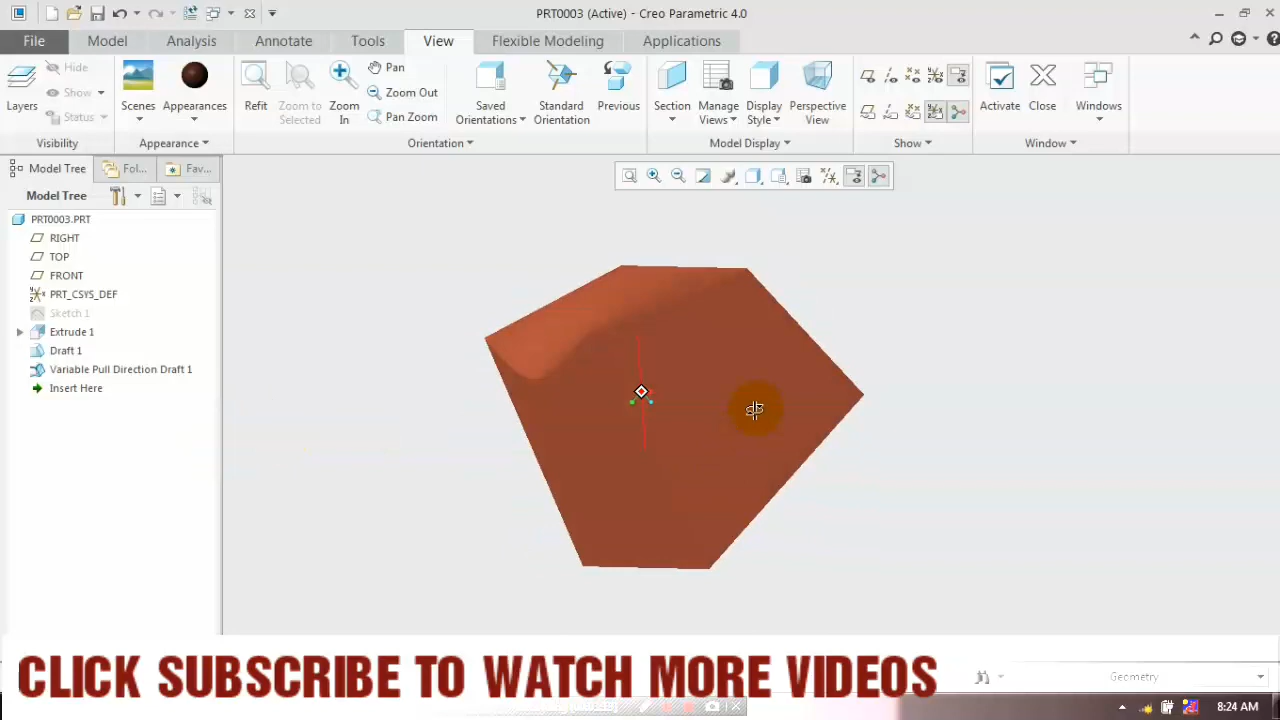 PRT0003 (Active) - Creo Parametric 4.0
File Model Analysis Annotate Tools View Flexible Modeling Applications
Layers
Hide
Show
Status
Visibility
Scenes
Appearances
Appearance
Refit
Zoom to Selected
Zoom In
Pan
Zoom Out
Pan Zoom
Saved Orientations
Standard Orientation
Previous
Orientation
Section
Manage Views
Display Style
Perspective View
Model Display
Show
Activate
Close
Windows
Window
Model Tree Fol... Fav...
Model Tree
PRT0003.PRT
RIGHT
TOP
FRONT
PRT_CSYS_DEF
Sketch 1
Extrude 1
Draft 1
Variable Pull Direction Draft 1
Insert Here
CLICK SUBSCRIBE TO WATCH MORE VIDEOS
Geometry
8:24 AM